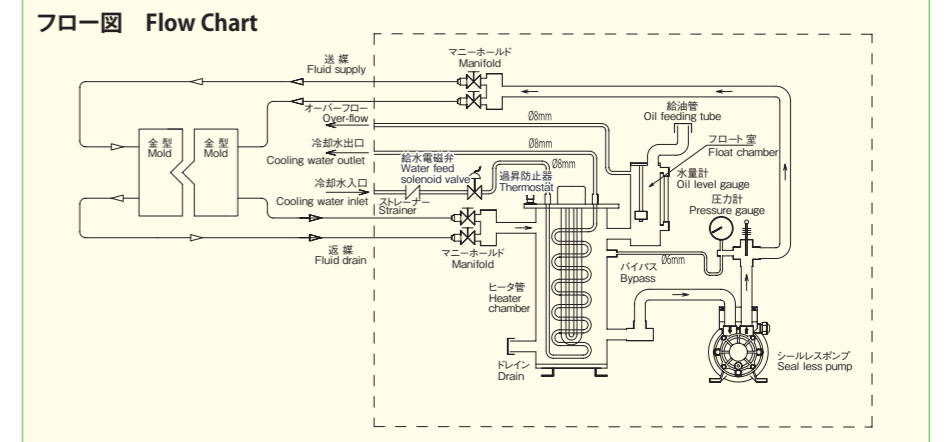 フロー図 Flow Chart
送 媒
Fluid supply
マニーホールド
Manifold
オーバーフロー
Over-flow
Ø8mm
給油管
Oil feeding tube
金 型
Mold
金 型
Mold
冷却水出口
Cooling water outlet
Ø8mm
フロート 室
Float chamber
給水電磁弁
Water feed
solenoid valve
Ø8mm
過昇防止器
Thermostat
水量計
Oil level gauge
冷却水入口
Cooling water inlet
ストレーナー
Strainer
圧力計
Pressure gauge
返 媒
Fluid drain
マニーホールド
Manifold
Ø6mm
バイパス
Bypass
ヒータ管
Heater
chamber
ドレイン
Drain
シールレスポンプ
Seal less pump